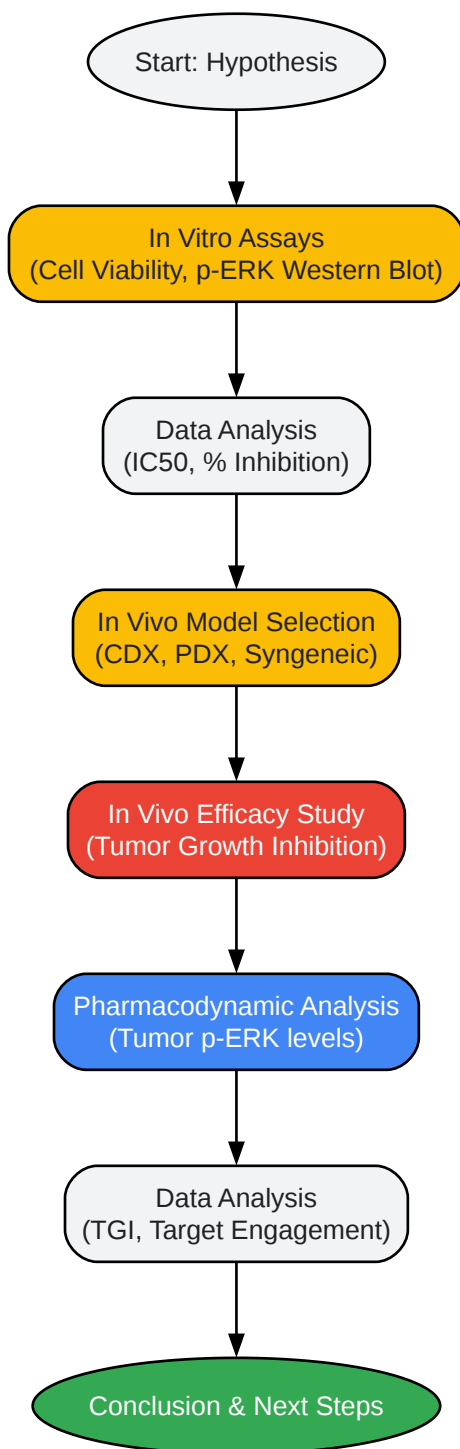 Start: Hypothesis
In Vitro Assays
(Cell Viability, p-ERK Western Blot)
Data Analysis
(IC50, % Inhibition)
In Vivo Model Selection
(CDX, PDX, Syngeneic)
In Vivo Efficacy Study
(Tumor Growth Inhibition)
Pharmacodynamic Analysis
(Tumor p-ERK levels)
Data Analysis
(TGI, Target Engagement)
Conclusion & Next Steps